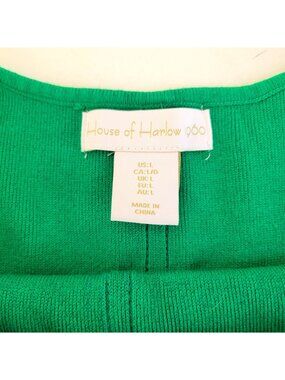 House of Harlow 1960
US: L
CA: L/G
UK: L
EU: L
AU: L
MADE IN
CHINA